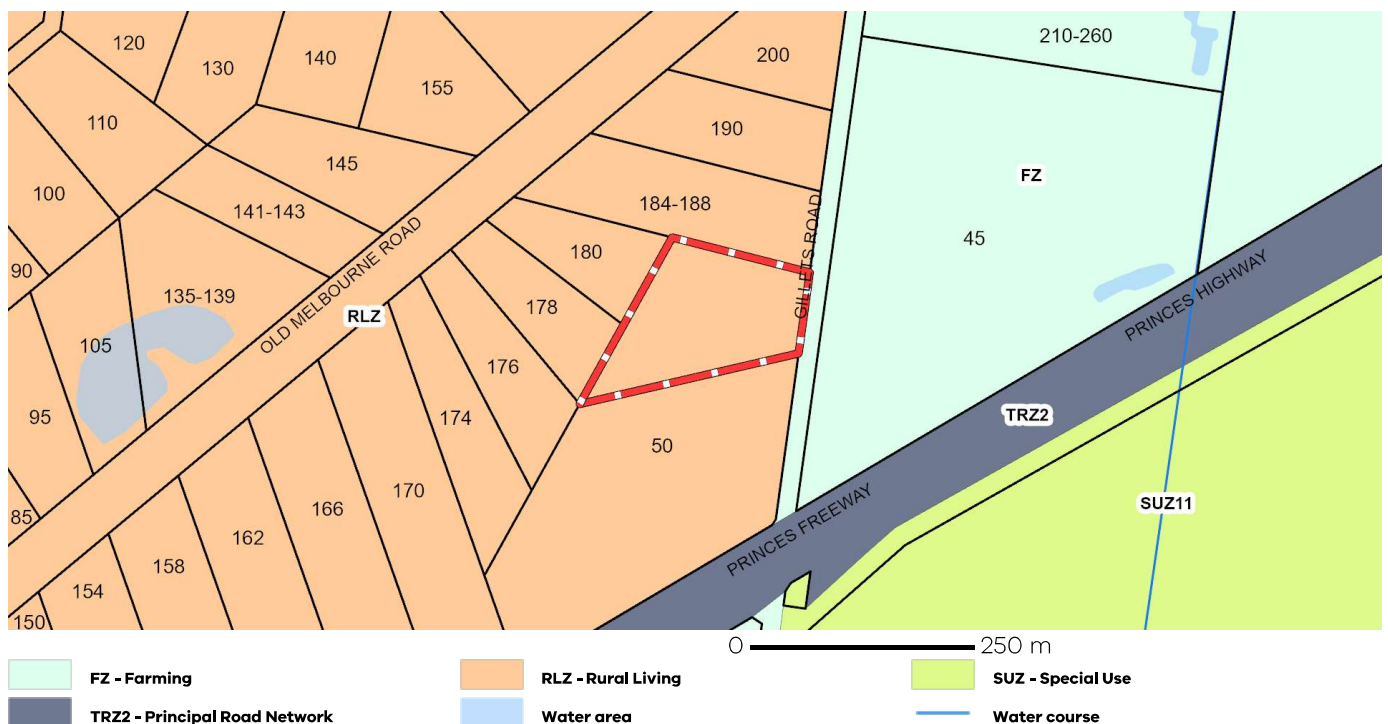 120
130
140
155
200
210-260
110
190
145
100
141-143
184-188
FZ
OLD MELBOURNE ROAD
GILLETS ROAD
45
90
135-139
180
RLZ
178
PRINCES HIGHWAY
105
176
95
174
TRZ2
50
170
85
166
SUZ11
162
158
PRINCES FREEWAY
154
150
0 250 m
FZ - Farming
RLZ - Rural Living
SUZ - Special Use
TRZ2 - Principal Road Network
Water area
Water course